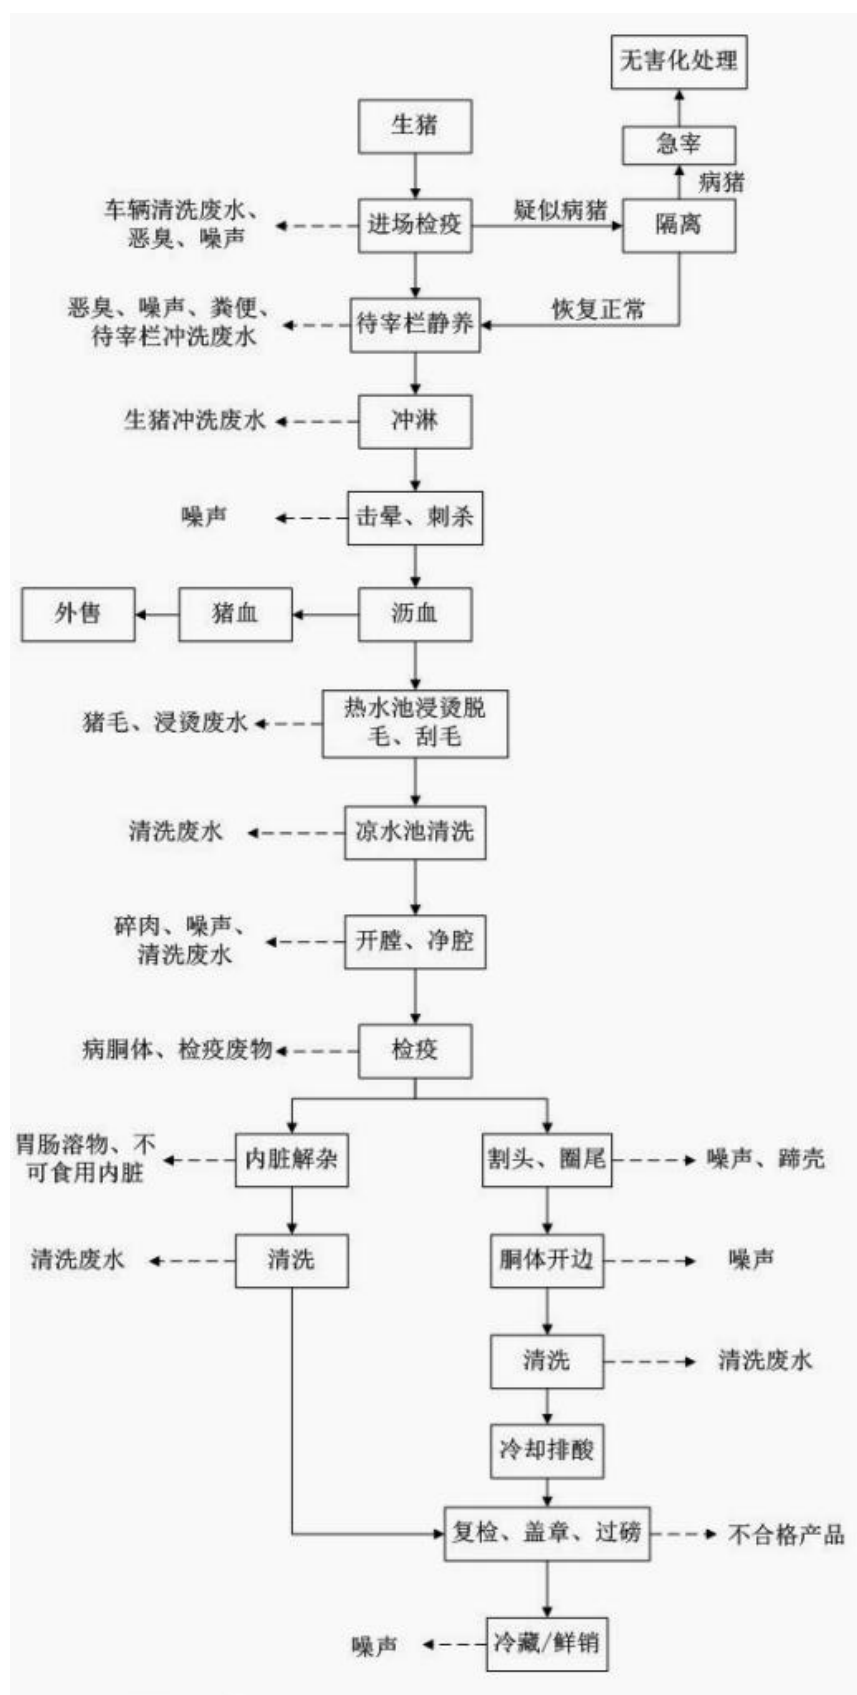 无害化处理
生猪
急宰
病猪
车辆清洗废水、
恶臭、噪声
进场检疫
疑似病猪
隔离
恶臭、噪声、粪便、
待宰栏冲洗废水
待宰栏静养
恢复正常
生猪冲洗废水
冲淋
噪声
击晕、刺杀
外售
猪血
沥血
猪毛、浸烫废水
热水池浸烫脱
毛、刮毛
清洗废水
凉水池清洗
碎肉、噪声、
清洗废水
开膛、净腔
病胴体、检疫废物
检疫
胃肠溶物、不
可食用内脏
内脏解杂
割头、圈尾
噪声、蹄壳
清洗废水
清洗
胴体开边
噪声
清洗
清洗废水
冷却排酸
复检、盖章、过磅
不合格产品
噪声
冷藏/鲜销